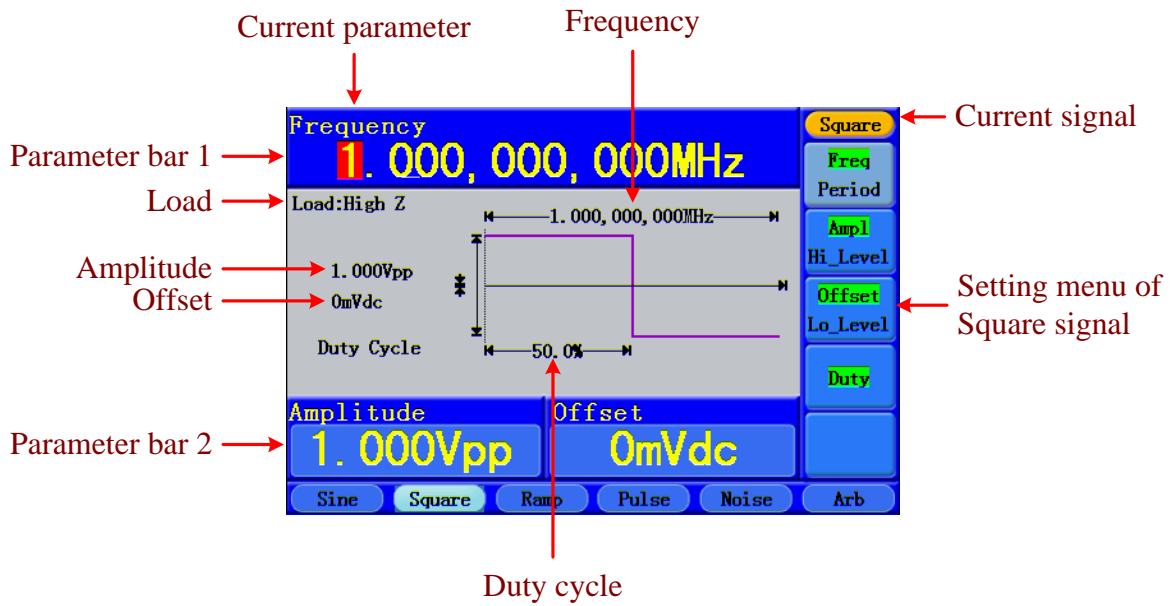 Current parameter
Frequency
Frequency
1.000,000,000MHz
Square
Current signal
Parameter bar 1
Freq
Period
Load
Load:High Z
1.000,000,000MHz
Ampl
Hi_Level
Amplitude
1.000Vpp
Offset
0mVdc
Offset
Lo_Level
Setting menu of
Square signal
Duty Cycle
50.0%
Duty
Amplitude
Offset
Parameter bar 2
1.000Vpp
0mVdc
Sine
Square
Ramp
Pulse
Noise
Arb
Duty cycle